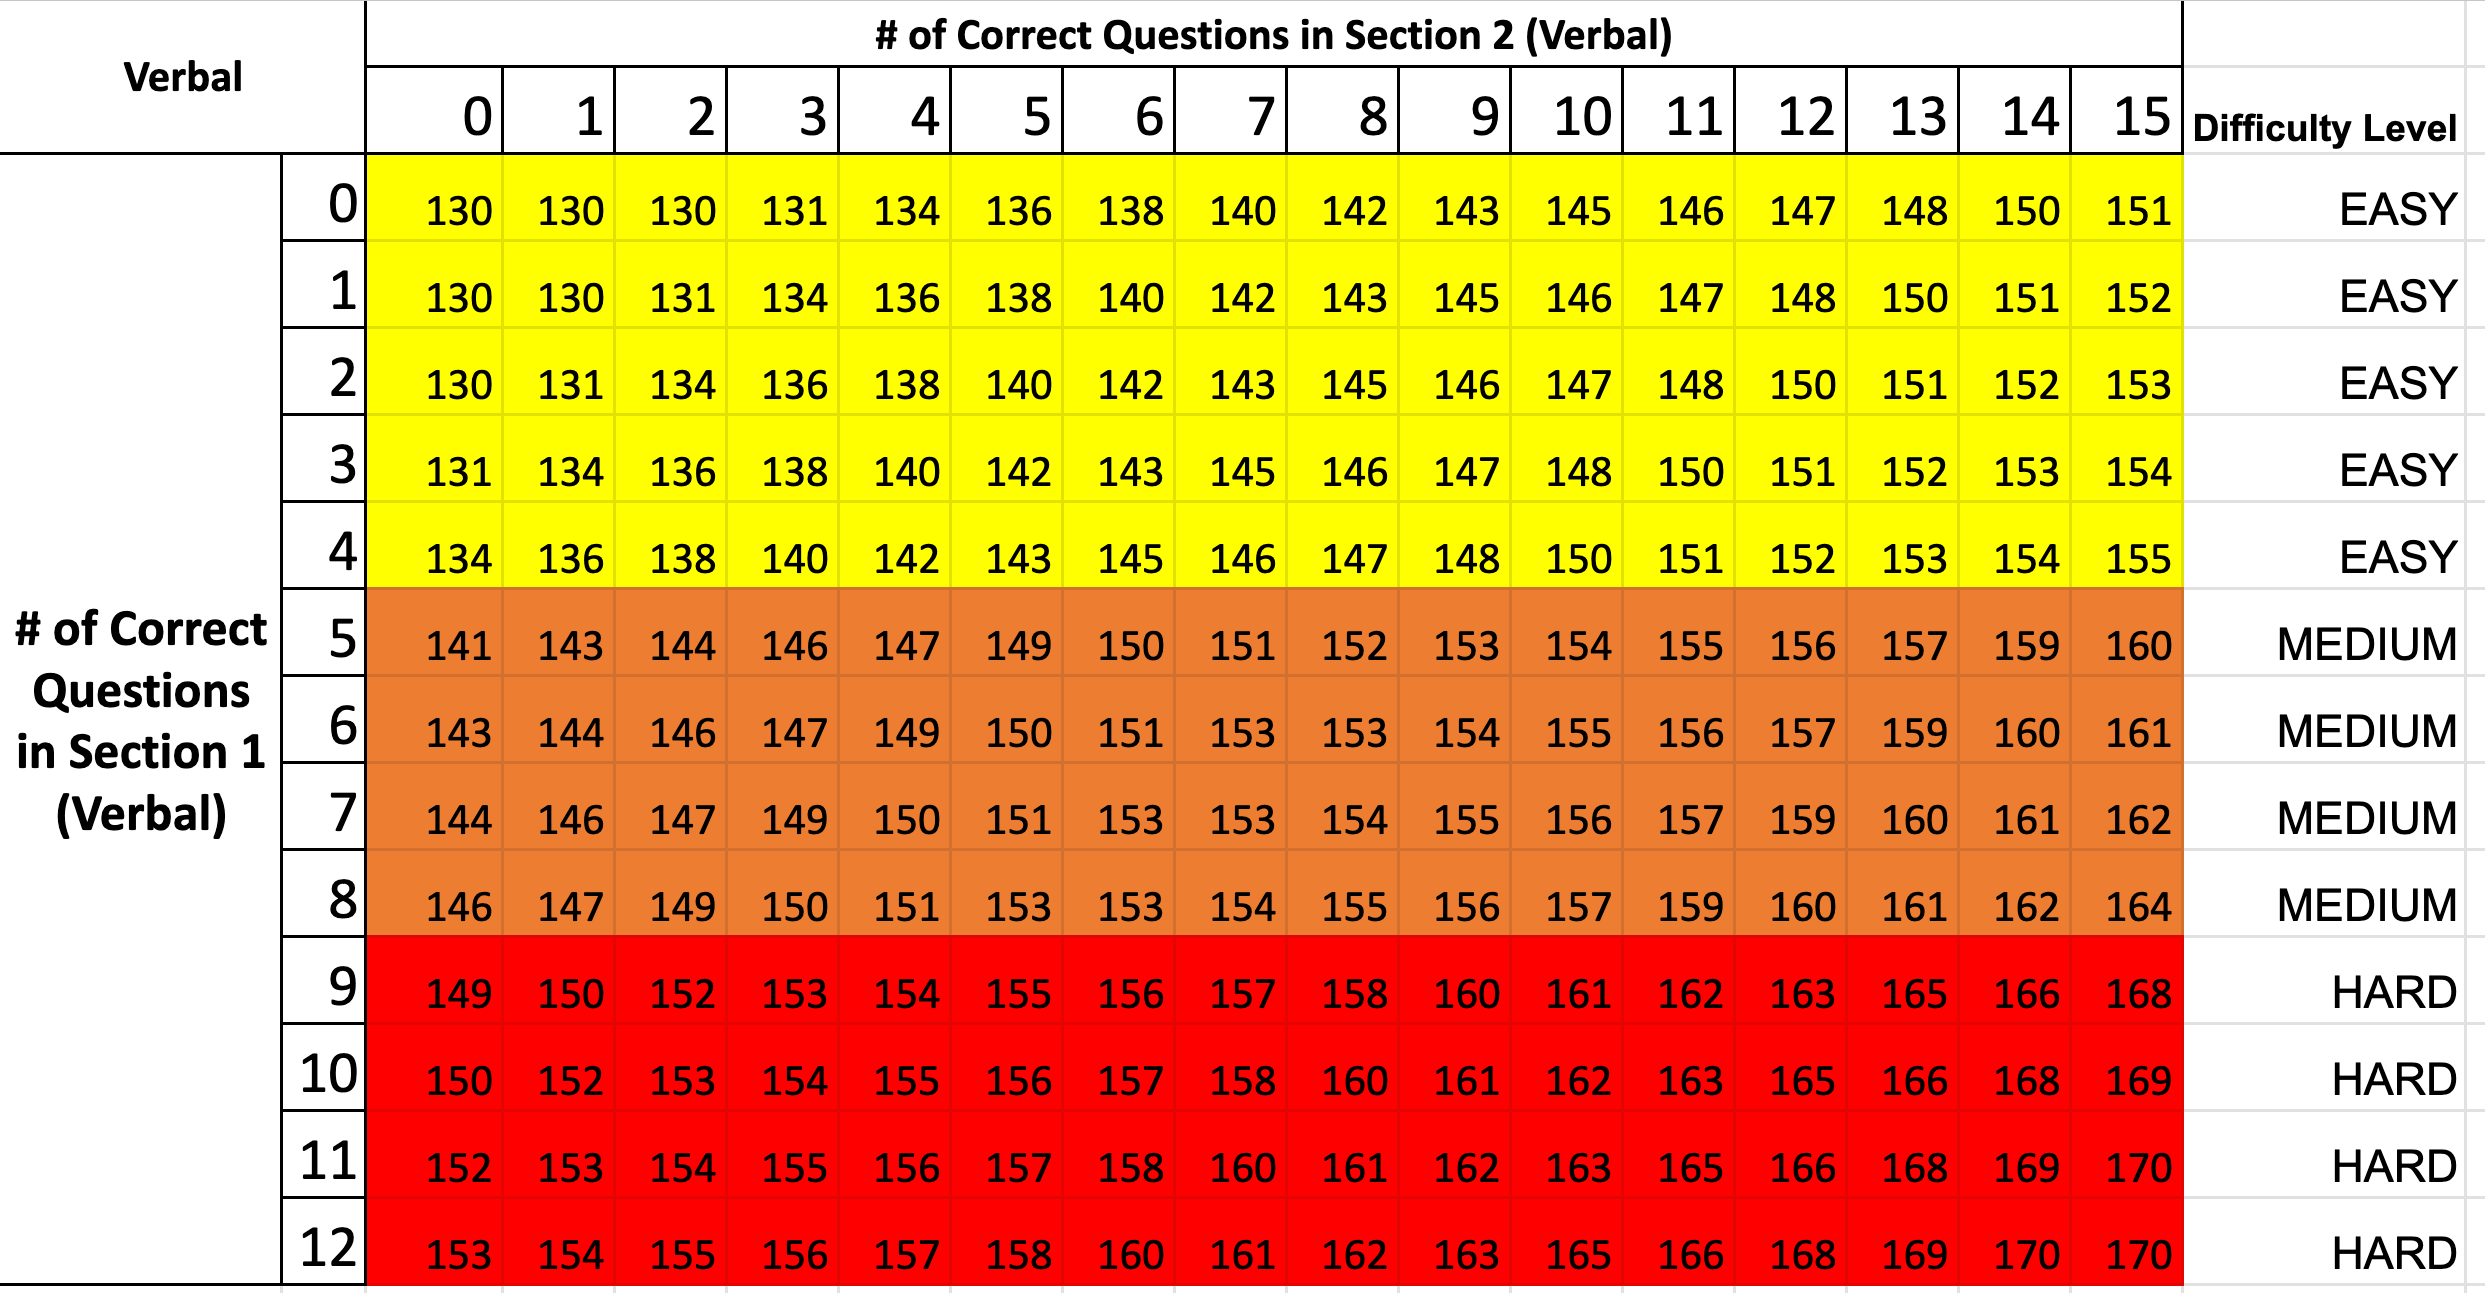 # of Correct Questions in Section 2 (Verbal)
Verbal
0 1 2 3 4 5 6 7 8 9 10 11 12 13 14 15 Difficulty Level
0 130 130 130 131 134 136 138 140 142 143 145 146 147 148 150 151 EASY
1 130 130 131 134 136 138 140 142 143 145 146 147 148 150 151 152 EASY
2 130 131 134 136 138 140 142 143 145 146 147 148 150 151 152 153 EASY
3 131 134 136 138 140 142 143 145 146 147 148 150 151 152 153 154 EASY
4 134 136 138 140 142 143 145 146 147 148 150 151 152 153 154 155 EASY
# of Correct
Questions
in Section 1
(Verbal)
5 141 143 144 146 147 149 150 151 152 153 154 155 156 157 159 160 MEDIUM
6 143 144 146 147 149 150 151 153 153 154 155 156 157 159 160 161 MEDIUM
7 144 146 147 149 150 151 153 153 154 155 156 157 159 160 161 162 MEDIUM
8 146 147 149 150 151 153 153 154 155 156 157 159 160 161 162 164 MEDIUM
9 149 150 152 153 154 155 156 157 158 160 161 162 163 165 166 168 HARD
10 150 152 153 154 155 156 157 158 160 161 162 163 165 166 168 169 HARD
11 152 153 154 155 156 157 158 160 161 162 163 165 166 168 169 170 HARD
12 153 154 155 156 157 158 160 161 162 163 165 166 168 169 170 170 HARD